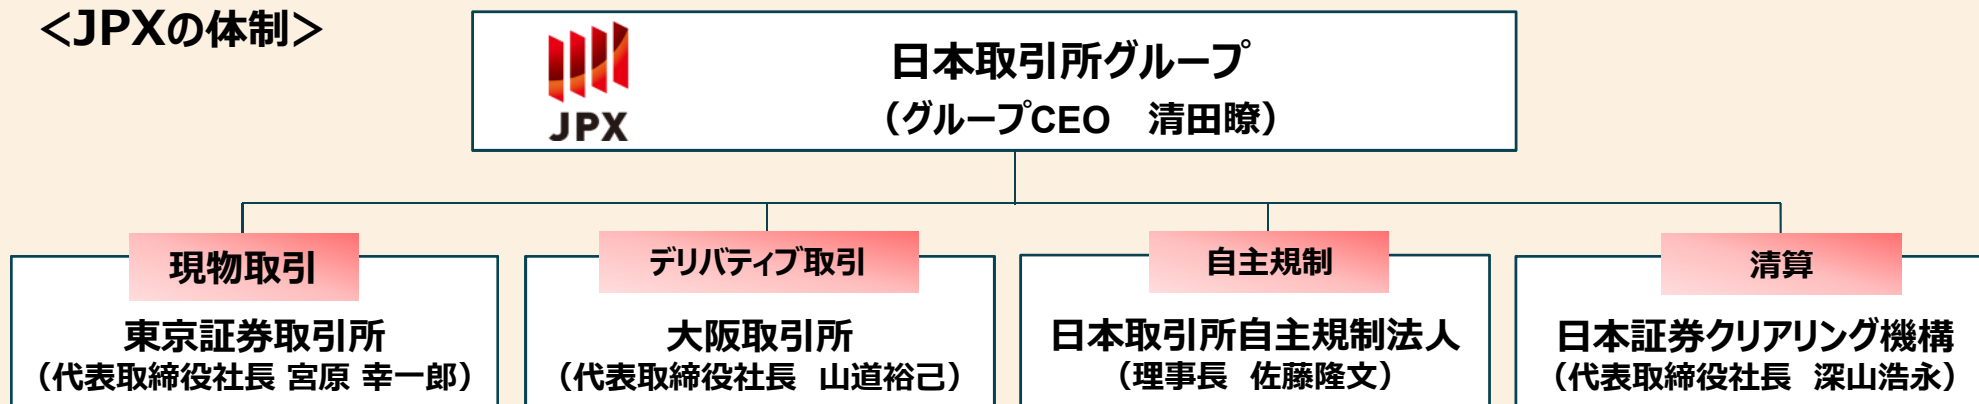 ＜JPXの体制＞
JPX
日本取引所グループ
（グループCEO　清田瞭）
現物取引
東京証券取引所
（代表取締役社長 宮原 幸一郎）
デリバティブ取引
大阪取引所
（代表取締役社長 山道裕己）
自主規制
日本取引所自主規制法人
（理事長 佐藤隆文）
清算
日本証券クリアリング機構
（代表取締役社長 深山浩永）